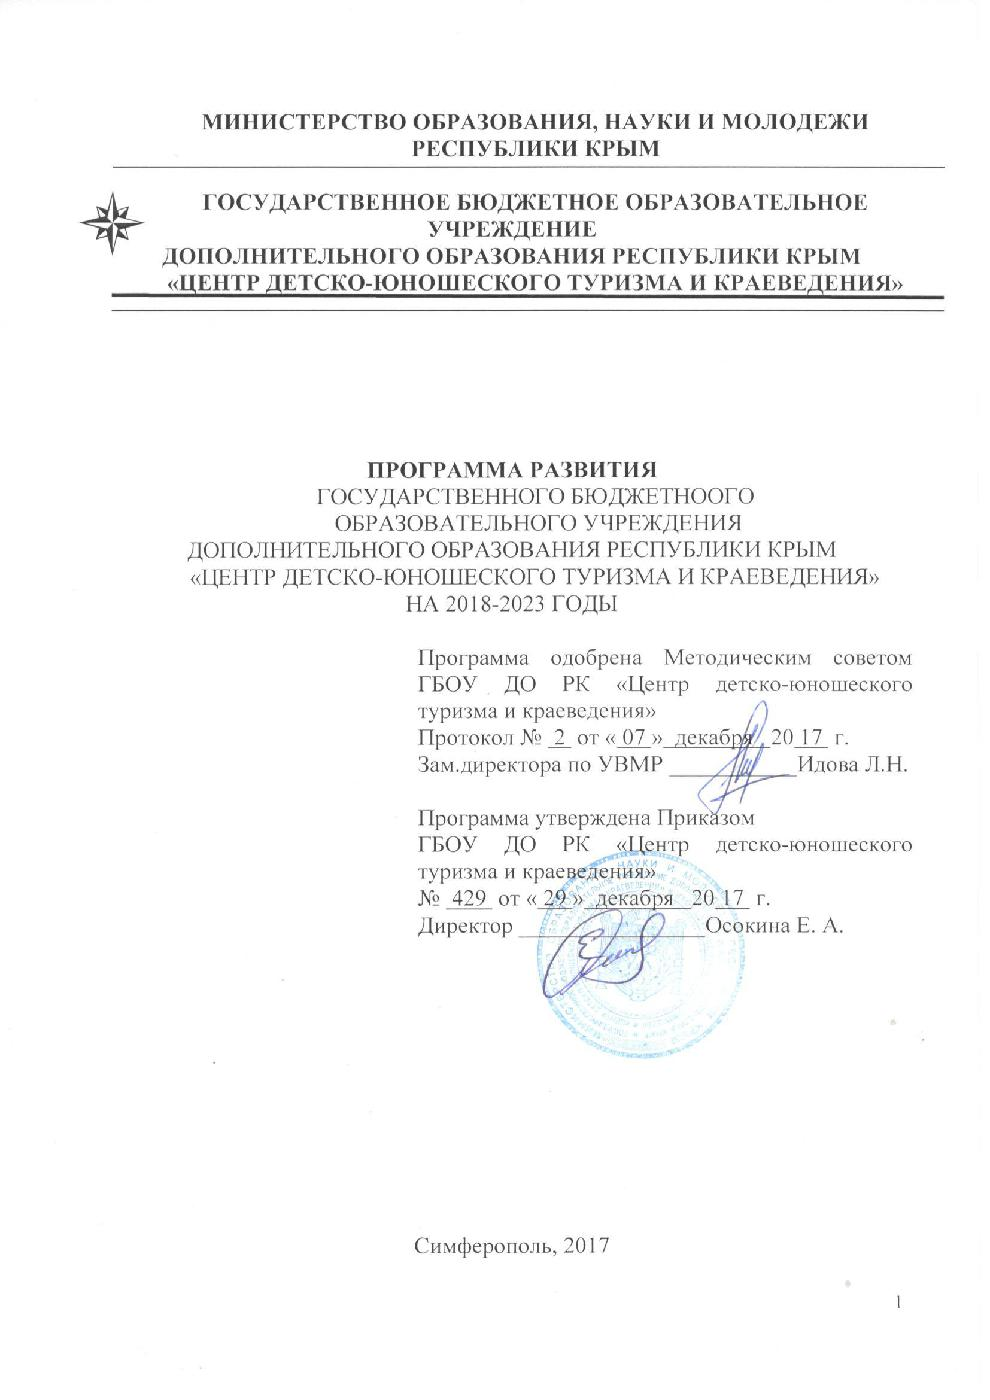 МИНИСТЕРСТВО ОБРАЗОВАНИЯ, НАУКИ И МОЛОДЕЖИ
РЕСПУБЛИКИ КРЫМ
ГОСУДАРСТВЕННОЕ БЮДЖЕТНОЕ ОБРАЗОВАТЕЛЬНОЕ
УЧРЕЖДЕНИЕ
ДОПОЛНИТЕЛЬНОГО ОБРАЗОВАНИЯ РЕСПУБЛИКИ КРЫМ
«ЦЕНТР ДЕТСКО-ЮНОШЕСКОГО ТУРИЗМА И КРАЕВЕДЕНИЯ»
ПРОГРАММА РАЗВИТИЯ
ГОСУДАРСТВЕННОГО БЮДЖЕТНООГО
ОБРАЗОВАТЕЛЬНОГО УЧРЕЖДЕНИЯ
ДОПОЛНИТЕЛЬНОГО ОБРАЗОВАНИЯ РЕСПУБЛИКИ КРЫМ
«ЦЕНТР ДЕТСКО-ЮНОШЕСКОГО ТУРИЗМА И КРАЕВЕДЕНИЯ»
НА 2018-2023 ГОДЫ
Программа одобрена Методическим советом
ГБОУ ДО РК «Центр детско-юношеского
туризма и краеведения»
Протокол № 2 от « 07 » декабря 20 17 г.
Зам.директора по УВМР ___________Идова Л.Н.
Программа утверждена Приказом
ГБОУ ДО РК «Центр детско-юношеского
туризма и краеведения»
№ 429 от « 29 » декабря 20 17 г.
Директор ________________Осокина Е. А.
НАУКИ И
Симферополь, 2017
1